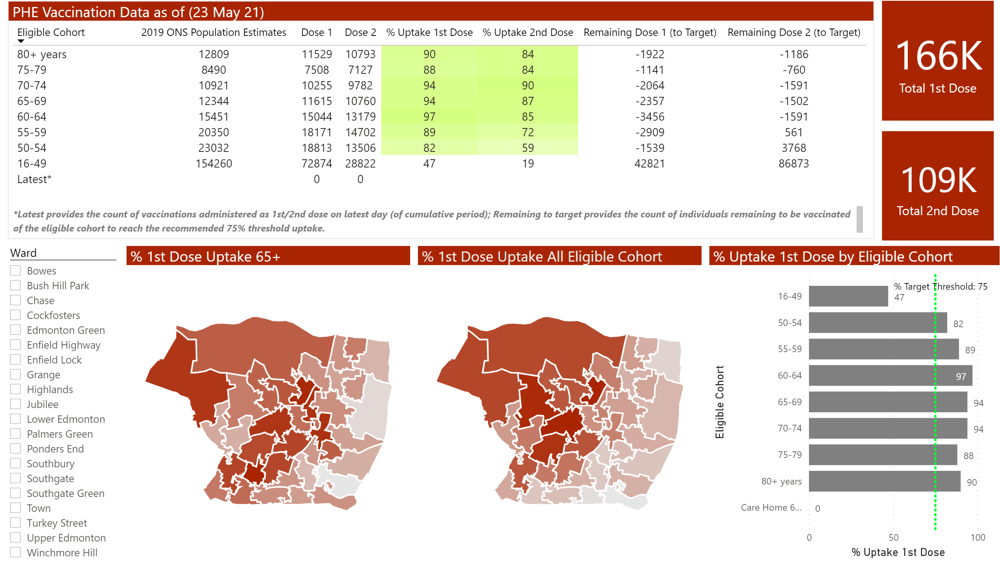 PHE Vaccination Data as of (23 May 21)
Eligible Cohort 2019 ONS Population Estimates Dose 1 Dose 2 % Uptake 1st Dose % Uptake 2nd Dose Remaining Dose 1 (to Target) Remaining Dose 2 (to Target)
80+ years 12809 11529 10793 90 84 -1922 -1186
75-79 8490 7508 7127 88 84 -1141 -760
70-74 10921 10255 9782 94 90 -2064 -1591
65-69 12344 11615 10760 94 87 -2357 -1502
60-64 15451 15044 13179 97 85 -3456 -1591
55-59 20350 18171 14702 89 72 -2909 561
50-54 23032 18813 13506 82 59 -1539 3768
16-49 154260 72874 28822 47 19 42821 86873
Latest* 0 0
*Latest provides the count of vaccinations administered as 1st/2nd dose on latest day (of cumulative period); Remaining to target provides the count of individuals remaining to be vaccinated
of the eligible cohort to reach the recommended 75% threshold uptake.
166K
Total 1st Dose
109K
Total 2nd Dose
Ward
Bowes
Bush Hill Park
Chase
Cockfosters
Edmonton Green
Enfield Highway
Enfield Lock
Grange
Highlands
Jubilee
Lower Edmonton
Palmers Green
Ponders End
Southbury
Southgate
Southgate Green
Town
Turkey Street
Upper Edmonton
Winchmore Hill
% 1st Dose Uptake 65+
% 1st Dose Uptake All Eligible Cohort
% Uptake 1st Dose by Eligible Cohort
% Target Threshold: 75
16-49 47
50-54 82
55-59 89
60-64 97
65-69 94
70-74 94
75-79 88
80+ years 90
Care Home 6... 0
Eligible Cohort
0 50 100
% Uptake 1st Dose